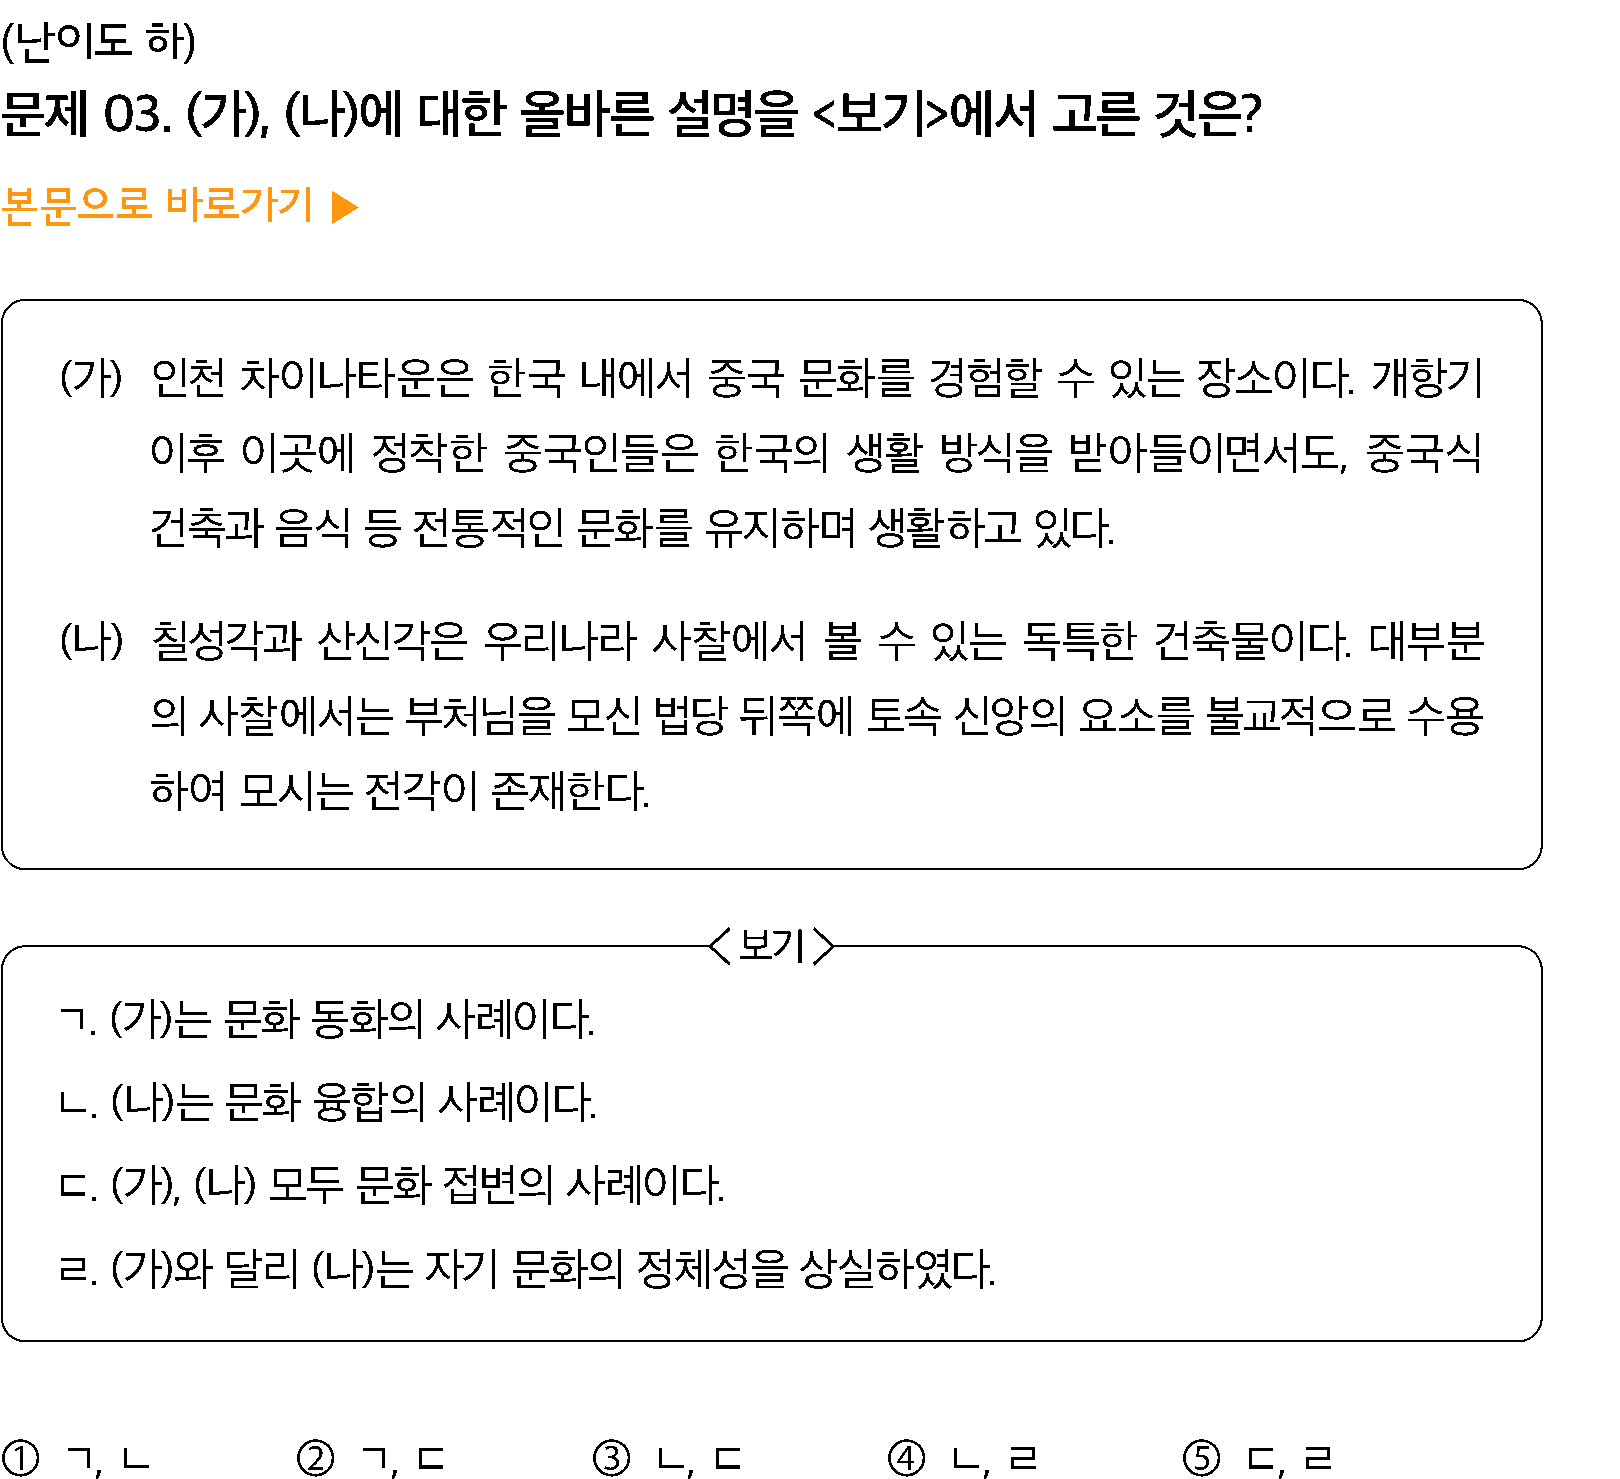 (난이도 하)
문제 03. (가), (나)에 대한 올바른 설명을 <보기>에서 고른 것은?
본문으로 바로가기 ▶
(가) 인천 차이나타운은 한국 내에서 중국 문화를 경험할 수 있는 장소이다. 개항기
이후 이곳에 정착한 중국인들은 한국의 생활 방식을 받아들이면서도, 중국식
건축과 음식 등 전통적인 문화를 유지하며 생활하고 있다.
(나) 칠성각과 산신각은 우리나라 사찰에서 볼 수 있는 독특한 건축물이다. 대부분
의 사찰에서는 부처님을 모신 법당 뒤쪽에 토속 신앙의 요소를 불교적으로 수용
하여 모시는 전각이 존재한다.
<보기>
ㄱ. (가)는 문화 동화의 사례이다.
ㄴ. (나)는 문화 융합의 사례이다.
ㄷ. (가), (나) 모두 문화 접변의 사례이다.
ㄹ. (가)와 달리 (나)는 자기 문화의 정체성을 상실하였다.
① ㄱ, ㄴ ② ㄱ, ㄷ ③ ㄴ, ㄷ ④ ㄴ, ㄹ ⑤ ㄷ, ㄹ